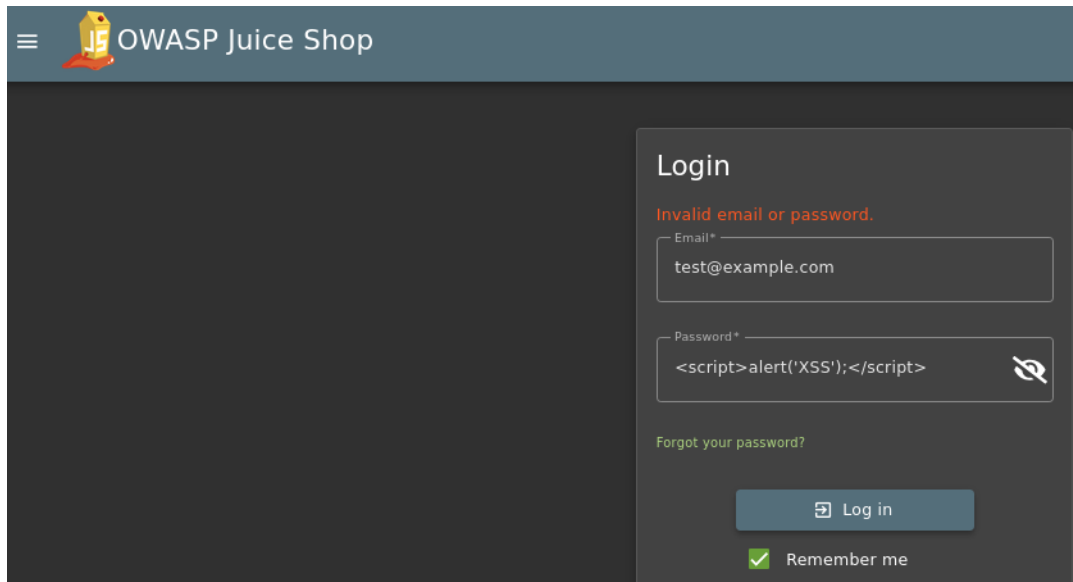 JS OWASP Juice Shop
Login
Invalid email or password.
Email*
test@example.com
Password*
<script>alert('XSS');</script>
Forgot your password?
Log in
Remember me